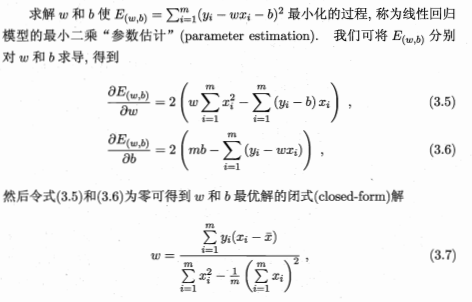 求解 w 和 b 使 E_{(w,b)} = \sum_{i=1}^{m}(y_i - wx_i - b)^2 最小化的过程, 称为线性回归
模型的最小二乘“参数估计” (parameter estimation). 我们可将 E_{(w,b)} 分别
对 w 和 b 求导, 得到
\frac{\partial E_{(w,b)}}{\partial w} = 2\left(w\sum_{i=1}^{m} x_i^2 - \sum_{i=1}^{m}(y_i - b)x_i\right) , (3.5)
\frac{\partial E_{(w,b)}}{\partial b} = 2\left(mb - \sum_{i=1}^{m}(y_i - wx_i)\right) , (3.6)
然后令式(3.5)和(3.6)为零可得到 w 和 b 最优解的闭式(closed-form)解
w = \frac{\sum_{i=1}^{m} y_i(x_i - \bar{x})}{\sum_{i=1}^{m} x_i^2 - \frac{1}{m}\left(\sum_{i=1}^{m} x_i\right)^2} , (3.7)